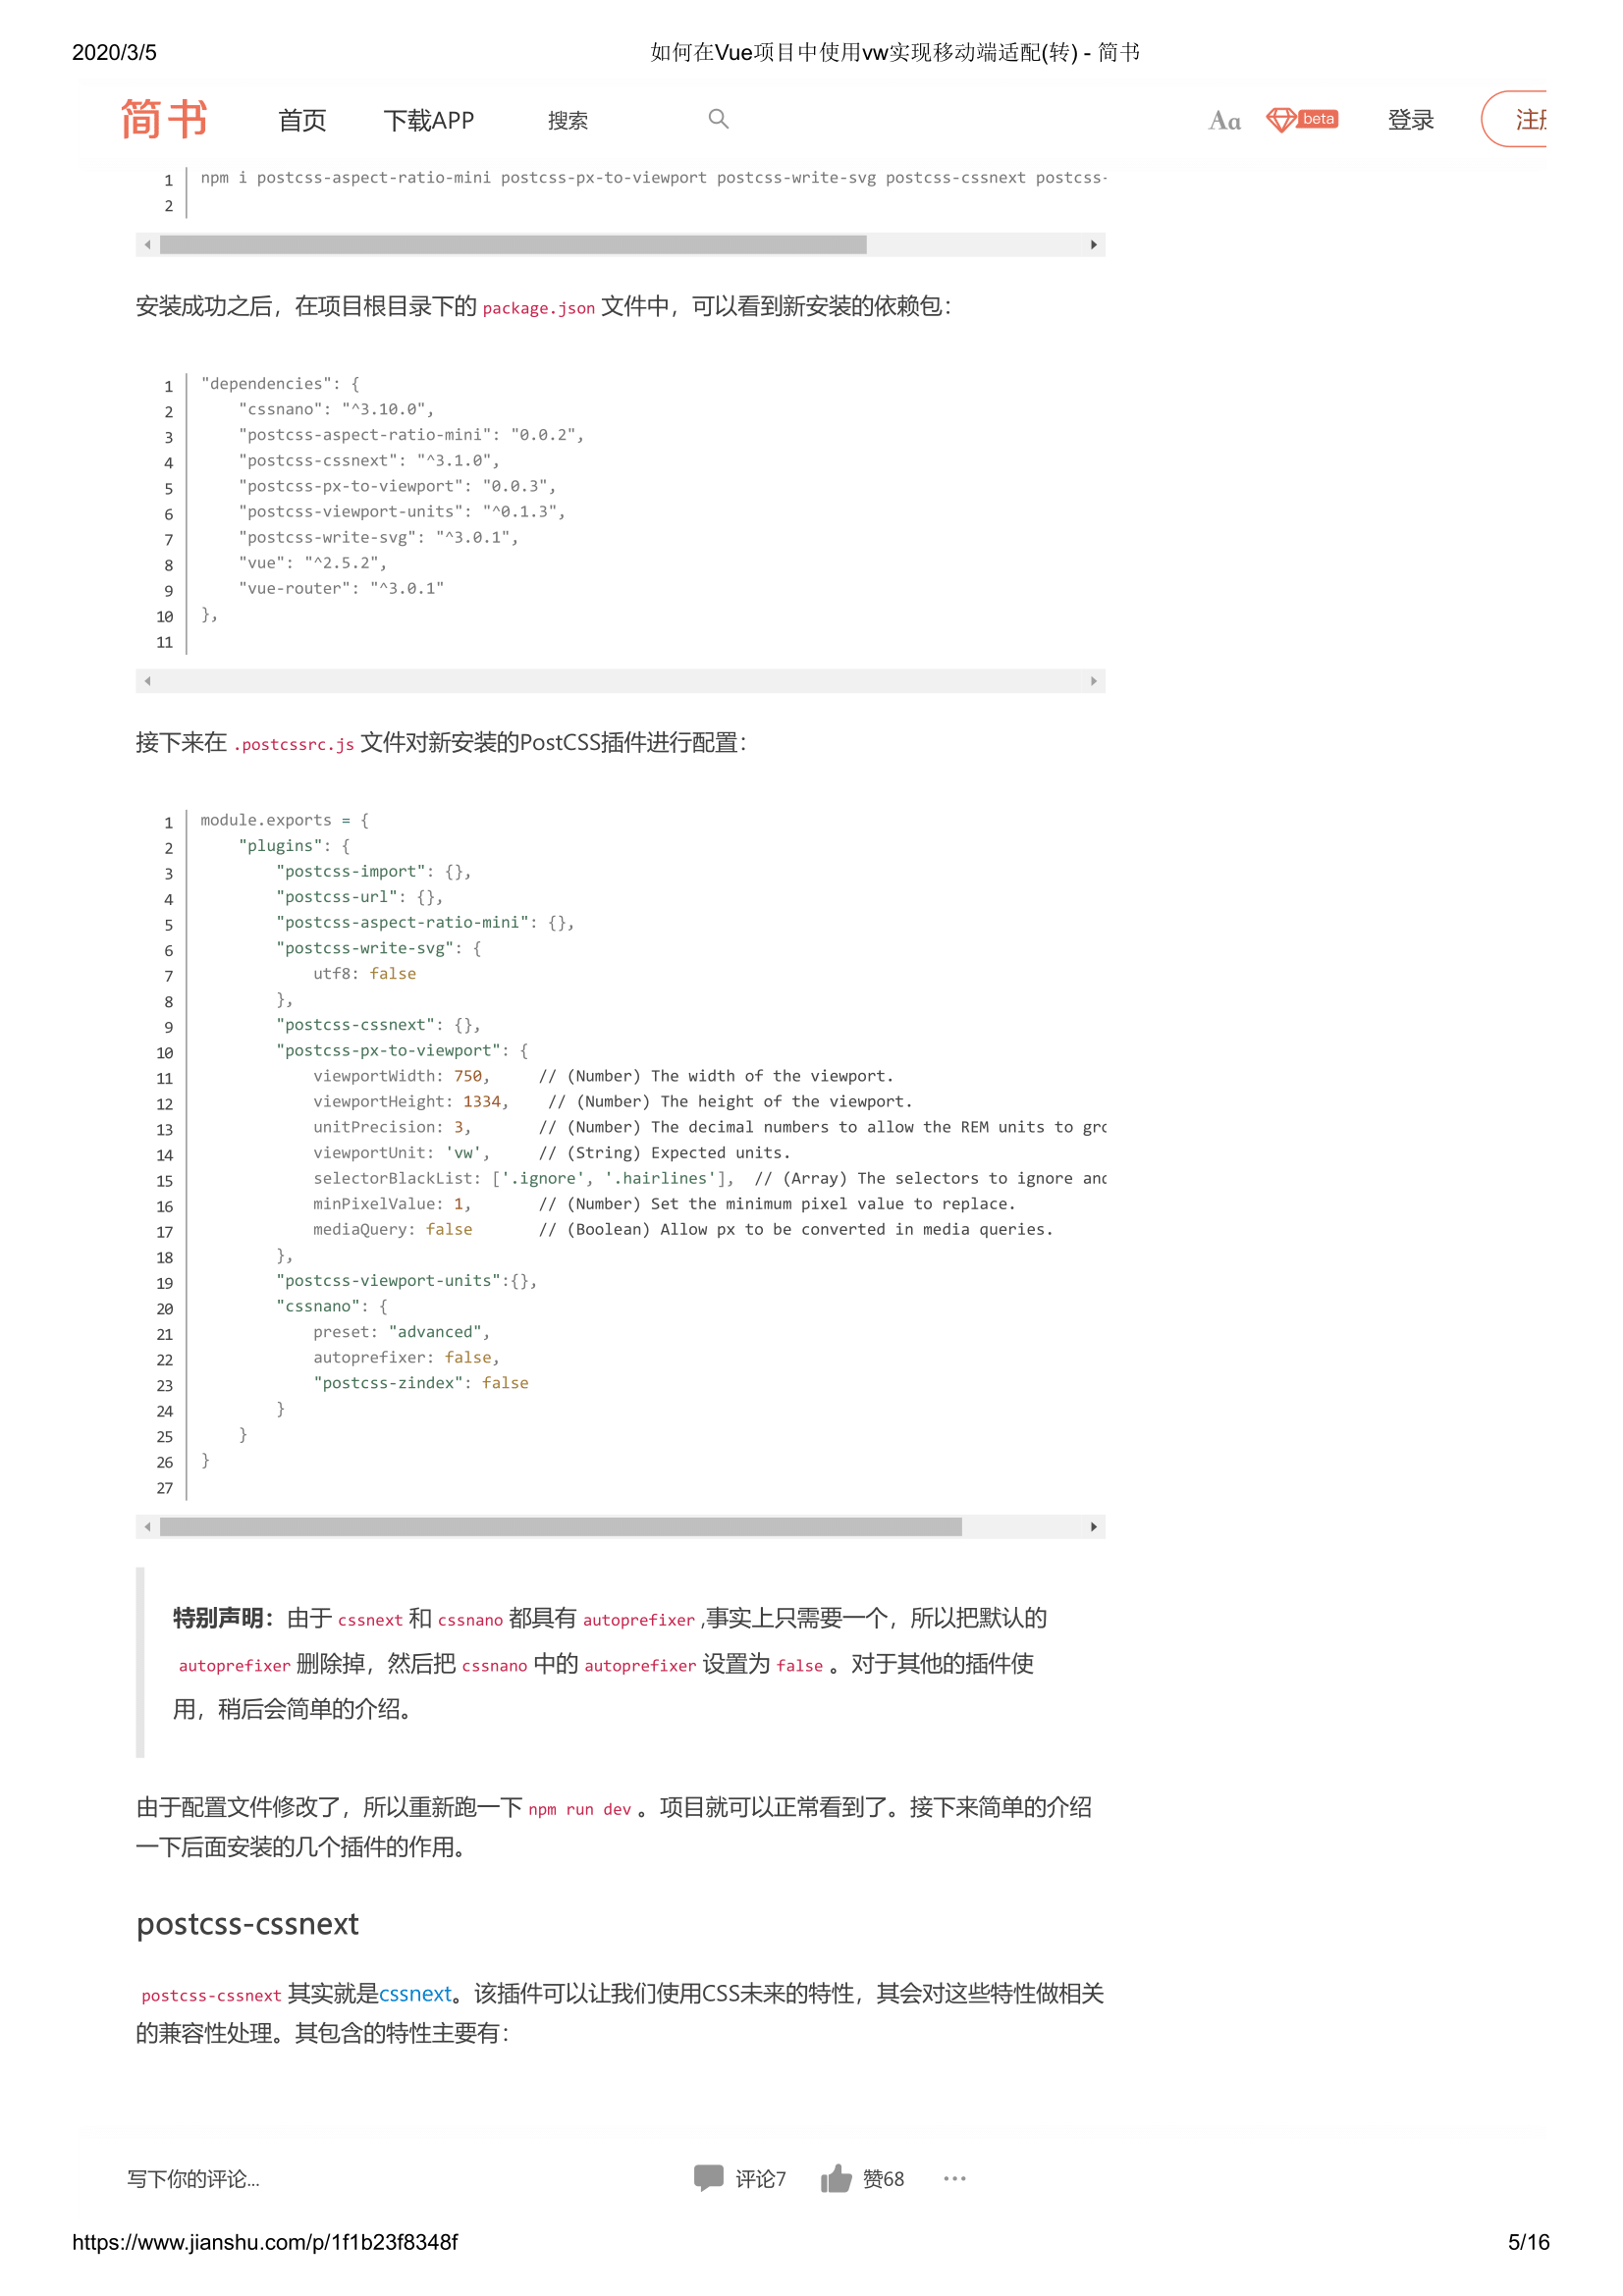 2020/3/5 如何在Vue项目中使用vw实现移动端适配(转) - 简书
简书 首页 下载APP 搜索 Aa beta 登录
1 npm i postcss-aspect-ratio-mini postcss-px-to-viewport postcss-write-svg postcss-cssnext postcss-
2
安装成功之后，在项目根目录下的 package.json 文件中，可以看到新安装的依赖包：
1 "dependencies": {
2     "cssnano": "^3.10.0",
3     "postcss-aspect-ratio-mini": "0.0.2",
4     "postcss-cssnext": "^3.1.0",
5     "postcss-px-to-viewport": "0.0.3",
6     "postcss-viewport-units": "^0.1.3",
7     "postcss-write-svg": "^3.0.1",
8     "vue": "^2.5.2",
9     "vue-router": "^3.0.1"
10 },
11
接下来在 .postcssrc.js 文件对新安装的PostCSS插件进行配置：
1 module.exports = {
2     "plugins": {
3         "postcss-import": {},
4         "postcss-url": {},
5         "postcss-aspect-ratio-mini": {},
6         "postcss-write-svg": {
7             utf8: false
8         },
9         "postcss-cssnext": {},
10         "postcss-px-to-viewport": {
11             viewportWidth: 750,     // (Number) The width of the viewport.
12             viewportHeight: 1334,    // (Number) The height of the viewport.
13             unitPrecision: 3,       // (Number) The decimal numbers to allow the REM units to gro
14             viewportUnit: 'vw',     // (String) Expected units.
15             selectorBlackList: ['.ignore', '.hairlines'],  // (Array) The selectors to ignore and
16             minPixelValue: 1,       // (Number) Set the minimum pixel value to replace.
17             mediaQuery: false       // (Boolean) Allow px to be converted in media queries.
18         },
19         "postcss-viewport-units":{},
20         "cssnano": {
21             preset: "advanced",
22             autoprefixer: false,
23             "postcss-zindex": false
24         }
25     }
26 }
27
特别声明：由于 cssnext 和 cssnano 都具有 autoprefixer ,事实上只需要一个，所以把默认的
autoprefixer 删除掉，然后把 cssnano 中的 autoprefixer 设置为 false 。对于其他的插件使
用，稍后会简单的介绍。
由于配置文件修改了，所以重新跑一下 npm run dev 。项目就可以正常看到了。接下来简单的介绍
一下后面安装的几个插件的作用。
postcss-cssnext
postcss-cssnext 其实就是cssnext。该插件可以让我们使用CSS未来的特性，其会对这些特性做相关
的兼容性处理。其包含的特性主要有：
写下你的评论... 评论7 赞68 ...
https://www.jianshu.com/p/1f1b23f8348f 5/16